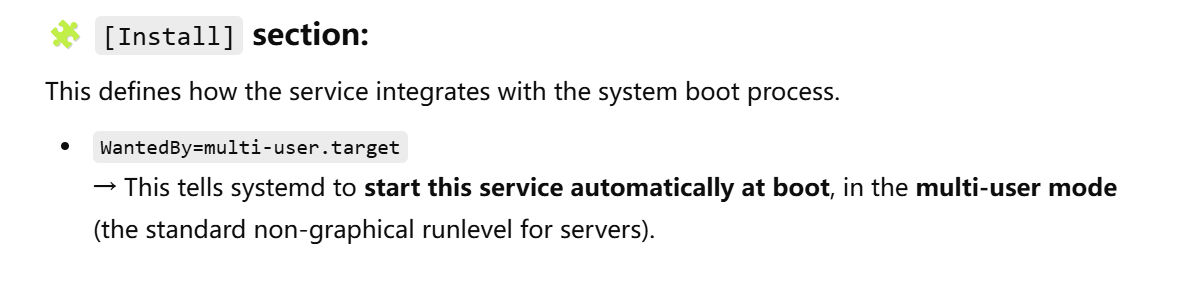 [Install] section:
This defines how the service integrates with the system boot process.
• WantedBy=multi-user.target
→ This tells systemd to start this service automatically at boot, in the multi-user mode
(the standard non-graphical runlevel for servers).